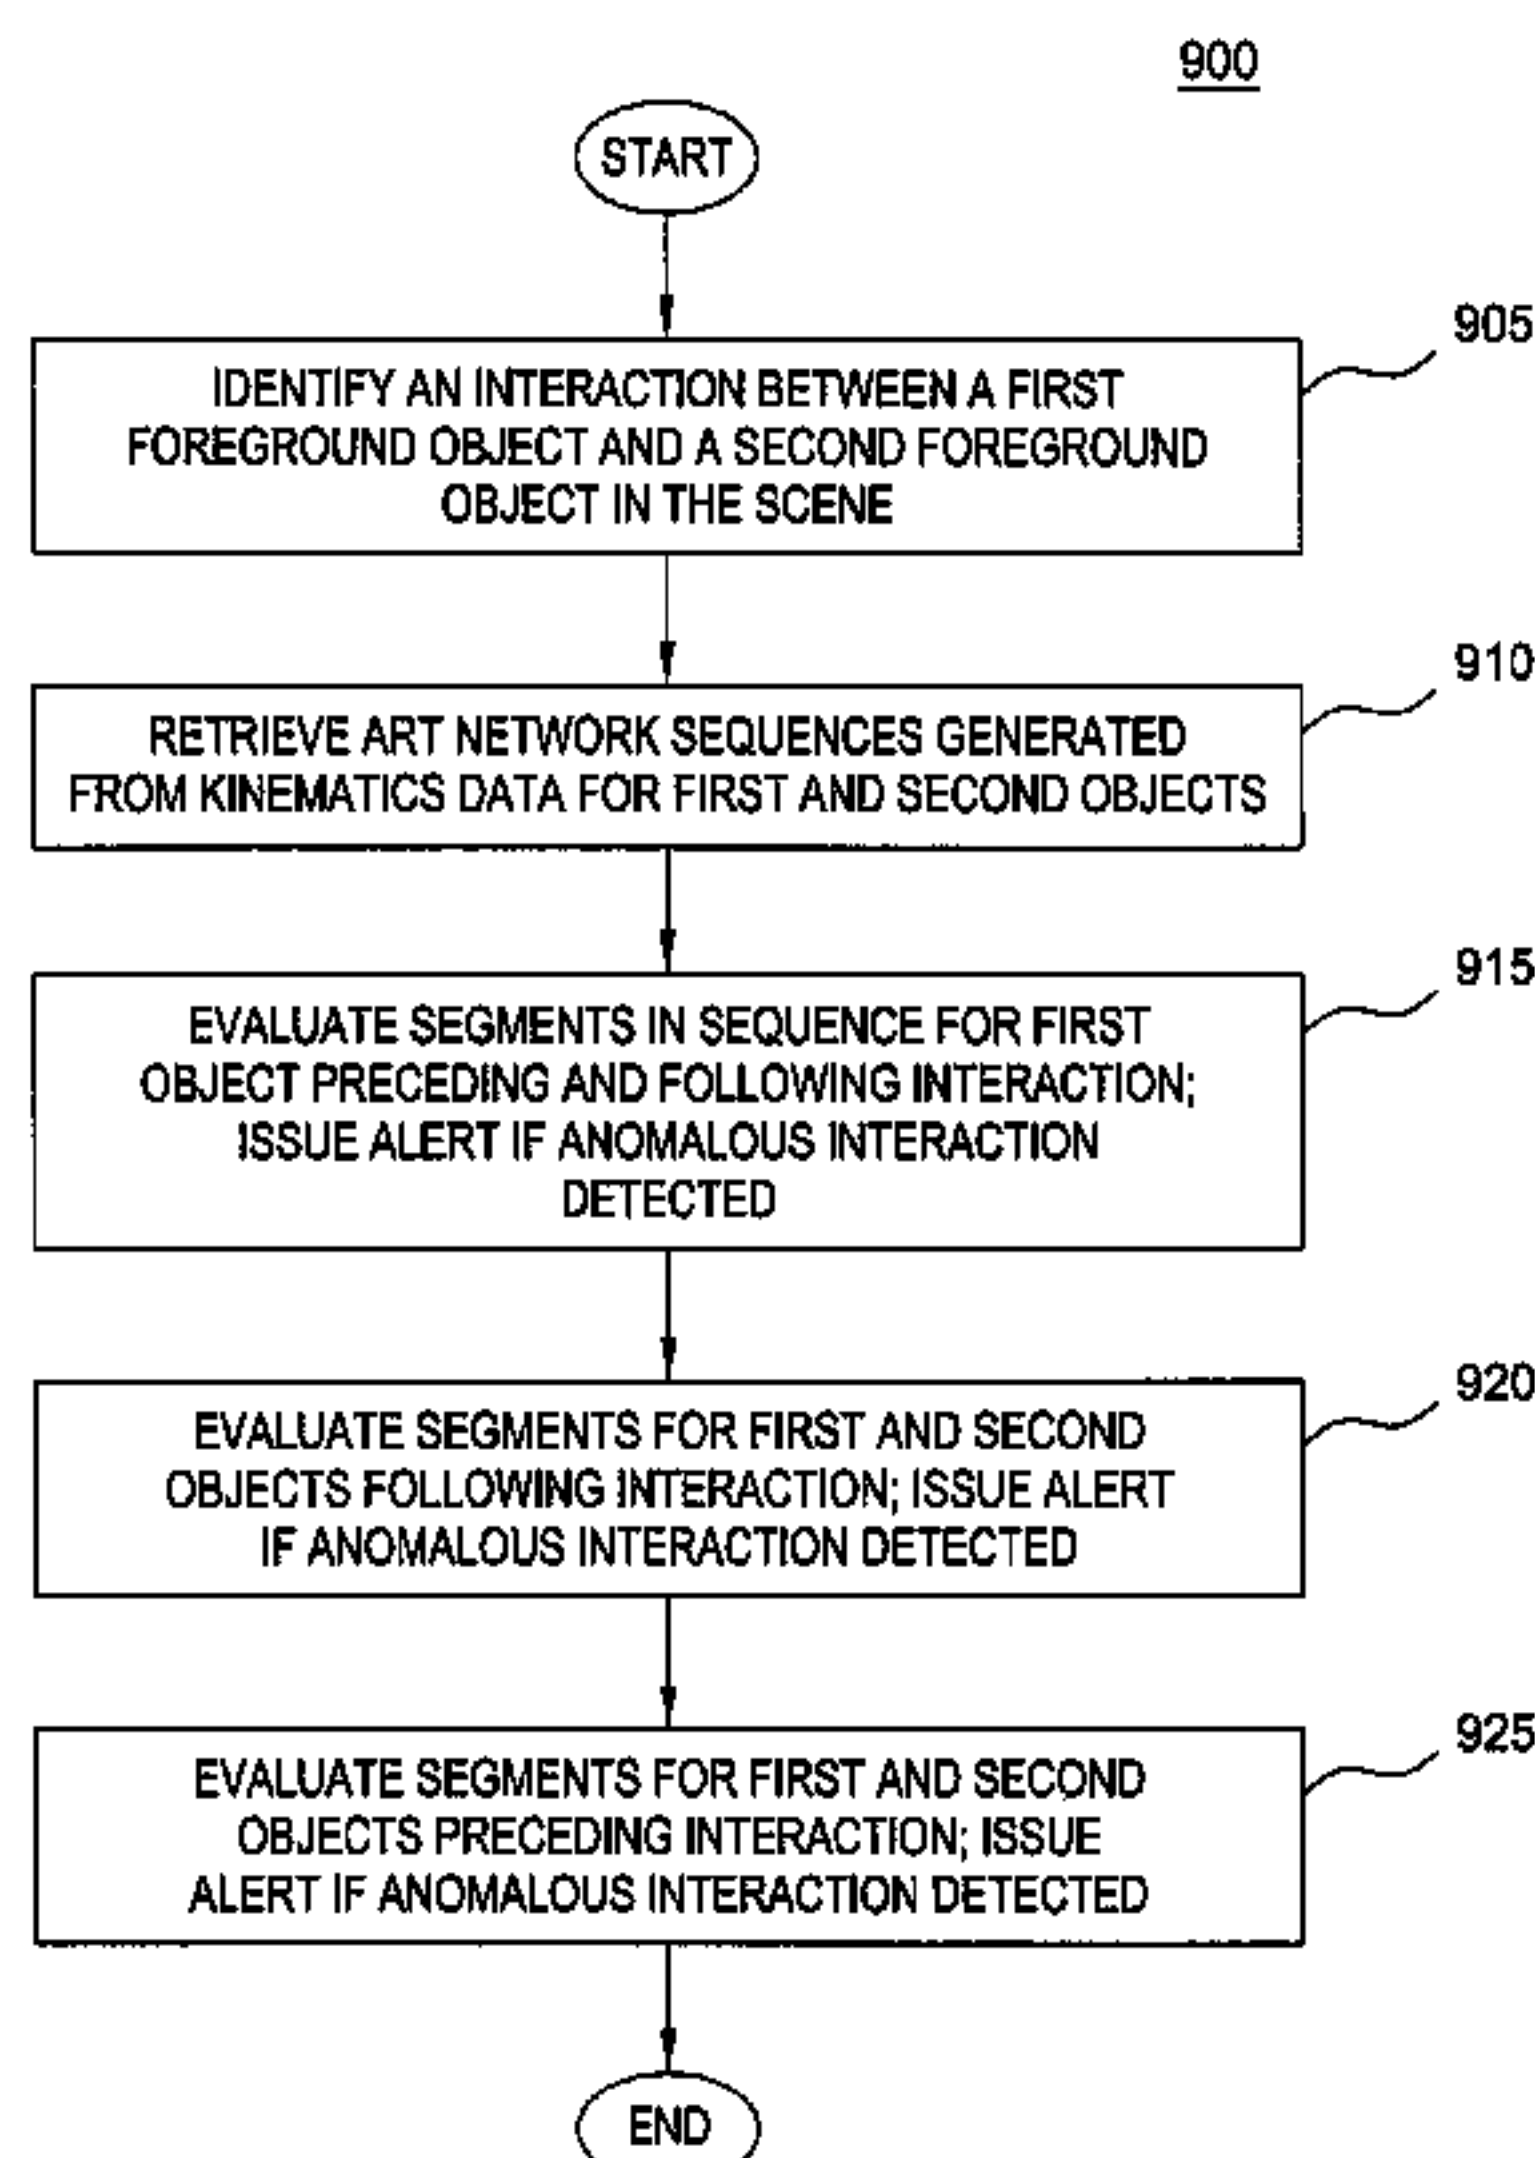 900
START
905
IDENTIFY AN INTERACTION BETWEEN A FIRST
FOREGROUND OBJECT AND A SECOND FOREGROUND
OBJECT IN THE SCENE
910
RETRIEVE ART NETWORK SEQUENCES GENERATED
FROM KINEMATICS DATA FOR FIRST AND SECOND OBJECTS
915
EVALUATE SEGMENTS IN SEQUENCE FOR FIRST
OBJECT PRECEDING AND FOLLOWING INTERACTION;
ISSUE ALERT IF ANOMALOUS INTERACTION
DETECTED
920
EVALUATE SEGMENTS FOR FIRST AND SECOND
OBJECTS FOLLOWING INTERACTION; ISSUE ALERT
IF ANOMALOUS INTERACTION DETECTED
925
EVALUATE SEGMENTS FOR FIRST AND SECOND
OBJECTS PRECEDING INTERACTION; ISSUE
ALERT IF ANOMALOUS INTERACTION DETECTED
END